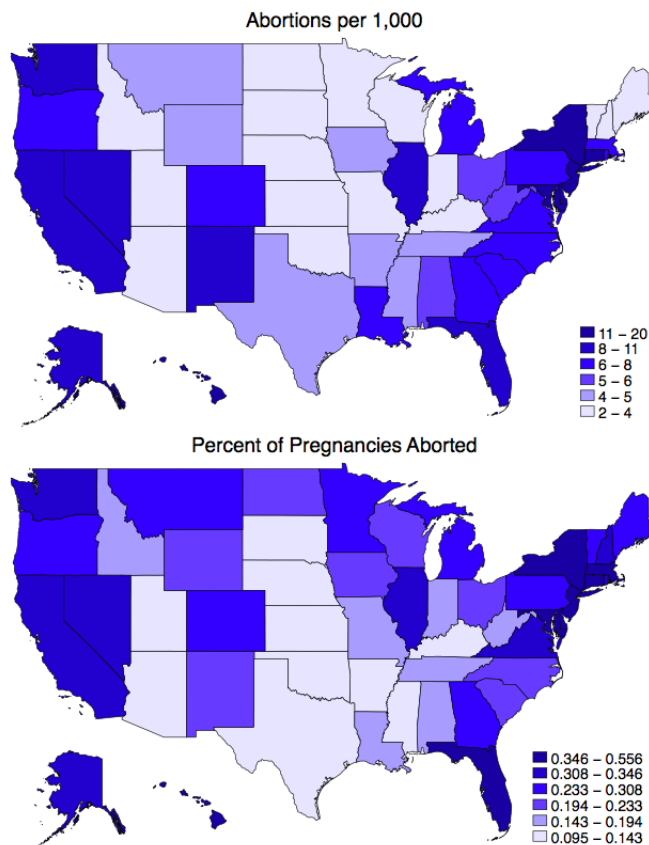 Abortions per 1,000
11 – 20
8 – 11
6 – 8
5 – 6
4 – 5
2 – 4
Percent of Pregnancies Aborted
0.346 – 0.556
0.308 – 0.346
0.233 – 0.308
0.194 – 0.233
0.143 – 0.194
0.095 – 0.143